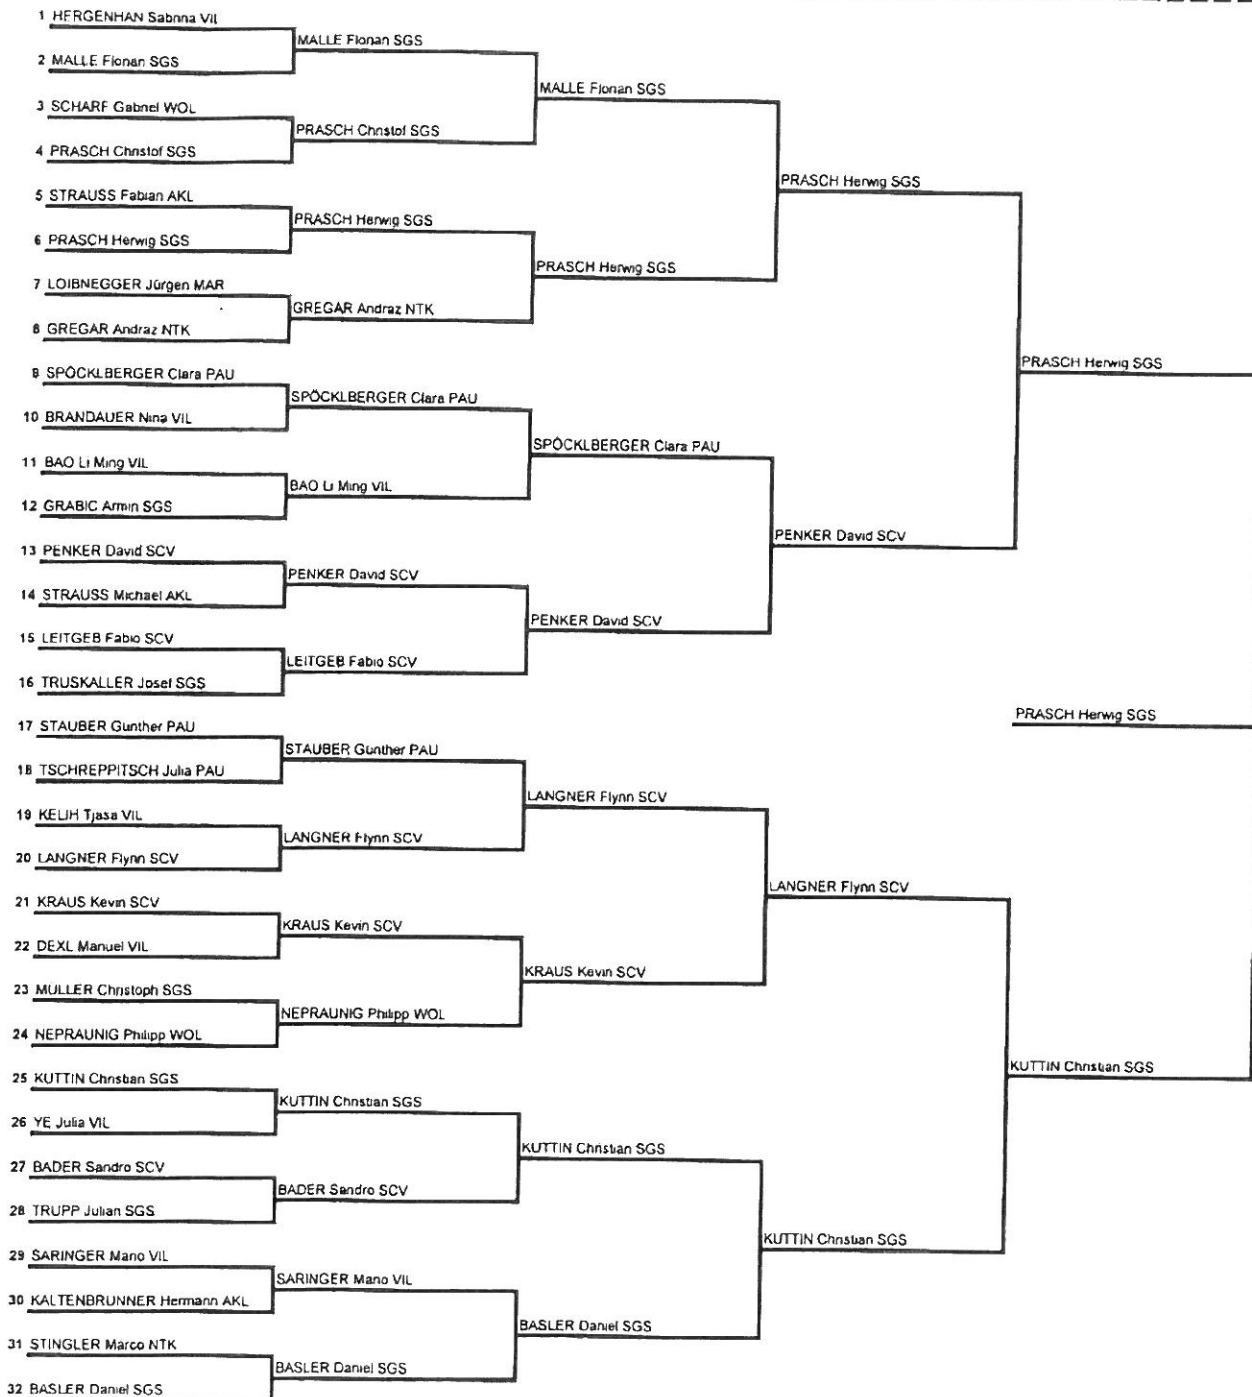 1 HERGENHAN Sabrina VIL
MALLE Florian SGS
2 MALLE Florian SGS
MALLE Florian SGS
3 SCHARF Gabriel WOL
PRASCH Christof SGS
4 PRASCH Christof SGS
PRASCH Herwig SGS
5 STRAUSS Fabian AKL
PRASCH Herwig SGS
6 PRASCH Herwig SGS
PRASCH Herwig SGS
7 LOIBNEGGER Jürgen MAR
GREGAR Andraz NTK
8 GREGAR Andraz NTK
PRASCH Herwig SGS
9 SPÖCKLBERGER Clara PAU
SPÖCKLBERGER Clara PAU
10 BRANDAUER Nina VIL
SPÖCKLBERGER Clara PAU
11 BAO Li Ming VIL
BAO Li Ming VIL
12 GRABIC Armin SGS
PENKER David SCV
13 PENKER David SCV
PENKER David SCV
14 STRAUSS Michael AKL
PENKER David SCV
15 LEITGEB Fabio SCV
LEITGEB Fabio SCV
16 TRUSKALLER Josef SGS
PRASCH Herwig SGS
17 STAUBER Gunther PAU
STAUBER Gunther PAU
18 TSCHREPPITSCH Julia PAU
LANGNER Flynn SCV
19 KELIH Tjasa VIL
LANGNER Flynn SCV
20 LANGNER Flynn SCV
LANGNER Flynn SCV
21 KRAUS Kevin SCV
KRAUS Kevin SCV
22 DEXL Manuel VIL
KRAUS Kevin SCV
23 MULLER Christoph SGS
NEPRAUNIG Philipp WOL
24 NEPRAUNIG Philipp WOL
KUTTIN Christian SGS
25 KUTTIN Christian SGS
KUTTIN Christian SGS
26 YE Julia VIL
KUTTIN Christian SGS
27 BADER Sandro SCV
BADER Sandro SCV
28 TRUPP Julian SGS
KUTTIN Christian SGS
29 SARINGER Mario VIL
SARINGER Mario VIL
30 KALTENBRUNNER Hermann AKL
BASLER Daniel SGS
31 STINGLER Marco NTK
BASLER Daniel SGS
32 BASLER Daniel SGS